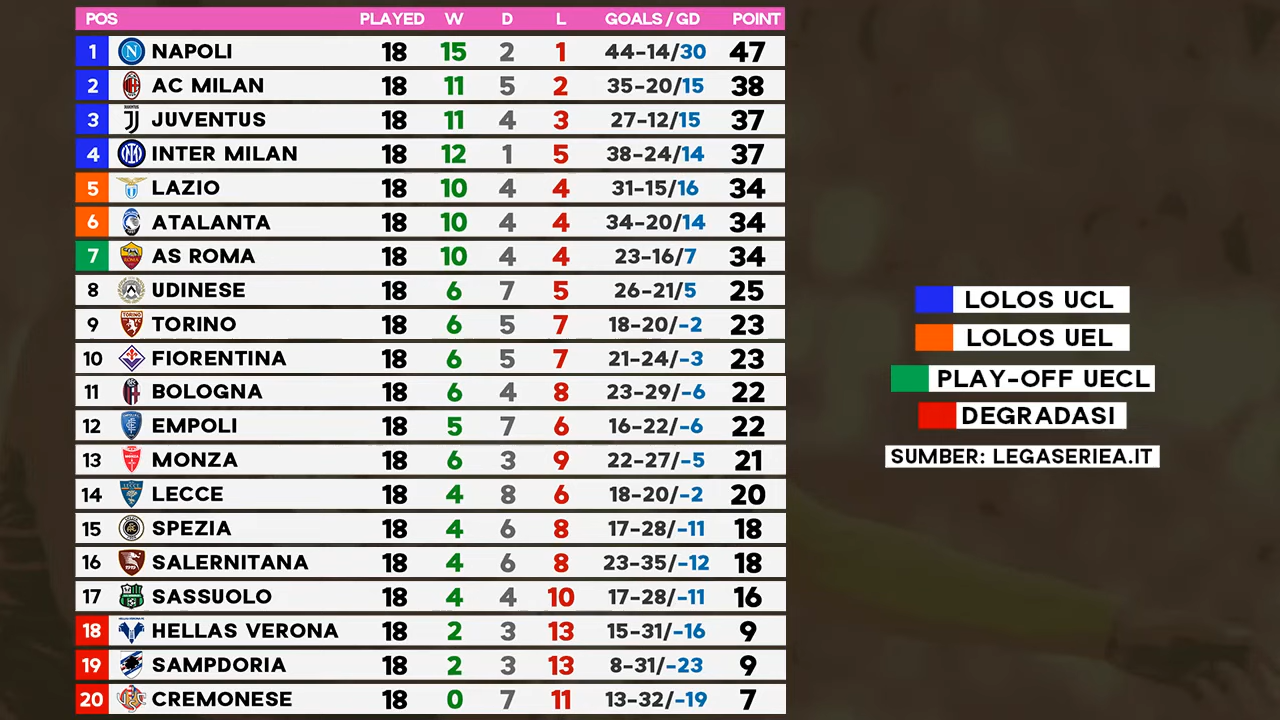 POS PLAYED W D L GOALS / GD POINT
1 NAPOLI 18 15 2 1 44-14/30 47
2 AC MILAN 18 11 5 2 35-20/15 38
3 JUVENTUS 18 11 4 3 27-12/15 37
4 INTER MILAN 18 12 1 5 38-24/14 37
5 LAZIO 18 10 4 4 31-15/16 34
6 ATALANTA 18 10 4 4 34-20/14 34
7 AS ROMA 18 10 4 4 23-16/7 34
8 UDINESE 18 6 7 5 26-21/5 25
9 TORINO 18 6 5 7 18-20/-2 23
10 FIORENTINA 18 6 5 7 21-24/-3 23
11 BOLOGNA 18 6 4 8 23-29/-6 22
12 EMPOLI 18 5 7 6 16-22/-6 22
13 MONZA 18 6 3 9 22-27/-5 21
14 LECCE 18 4 8 6 18-20/-2 20
15 SPEZIA 18 4 6 8 17-28/-11 18
16 SALERNITANA 18 4 6 8 23-35/-12 18
17 SASSUOLO 18 4 4 10 17-28/-11 16
18 HELLAS VERONA 18 2 3 13 15-31/-16 9
19 SAMPDORIA 18 2 3 13 8-31/-23 9
20 CREMONESE 18 0 7 11 13-32/-19 7
LOLOS UCL
LOLOS UEL
PLAY-OFF UECL
DEGRADASI
SUMBER: LEGASERIEA.IT